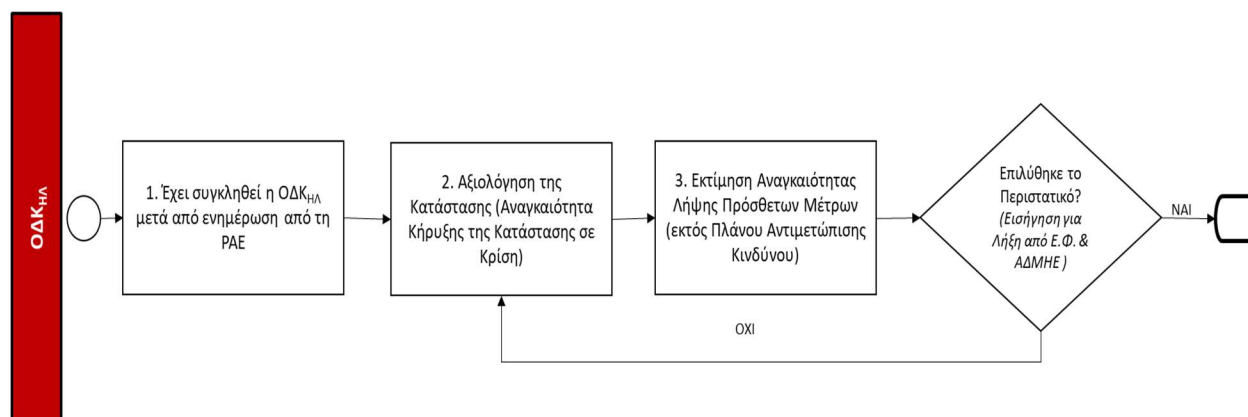 ΟΔΚΗΛ
1. Έχει συγκληθεί η ΟΔΚΗΛ
μετά από ενημέρωση από τη
ΡΑΕ
2. Αξιολόγηση της
Κατάστασης (Αναγκαιότητα
Κήρυξης της Κατάστασης σε
Κρίση)
3. Εκτίμηση Αναγκαιότητας
Λήψης Πρόσθετων Μέτρων
(εκτός Πλάνου Αντιμετώπισης
Κινδύνου)
Επιλύθηκε το
Περιστατικό?
(Εισήγηση για
Λήξη από Ε.Φ. &
ΑΔΜΗΕ )
ΝΑΙ
ΟΧΙ